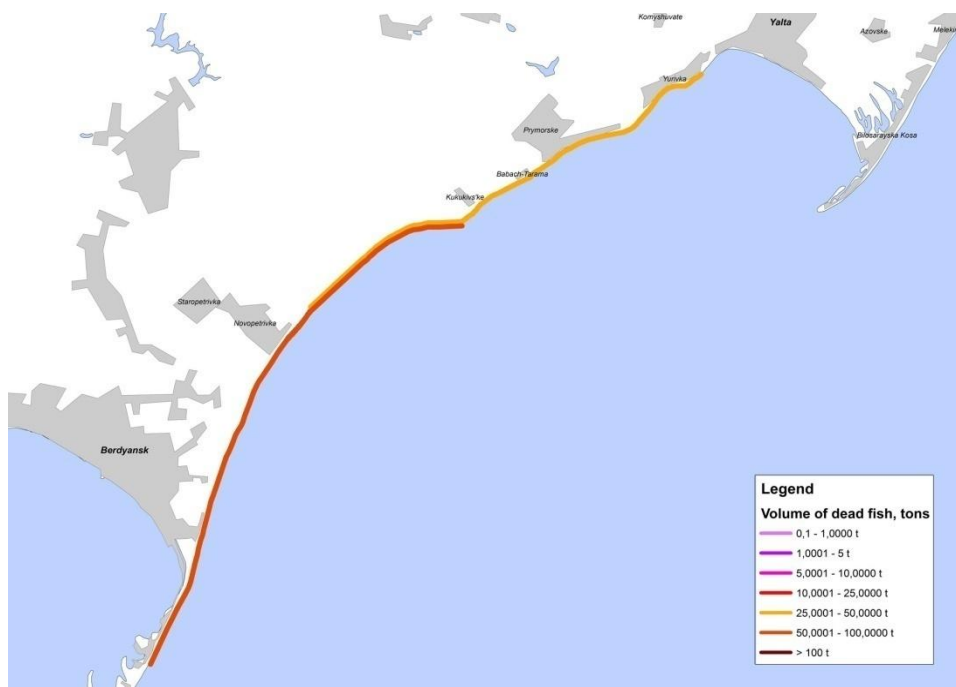 Komyshuvate
Yalta
Azovske
Melekin
Yurivka
Prymorske
Bilosarayska Kosa
Babach-Tarama
Kukukivs'ke
Staropetrivka
Novopetrivka
Berdyansk
Legend
Volume of dead fish, tons
0,1 - 1,0000 t
1,0001 - 5 t
5,0001 - 10,0000 t
10,0001 - 25,0000 t
25,0001 - 50,0000 t
50,0001 - 100,0000 t
> 100 t